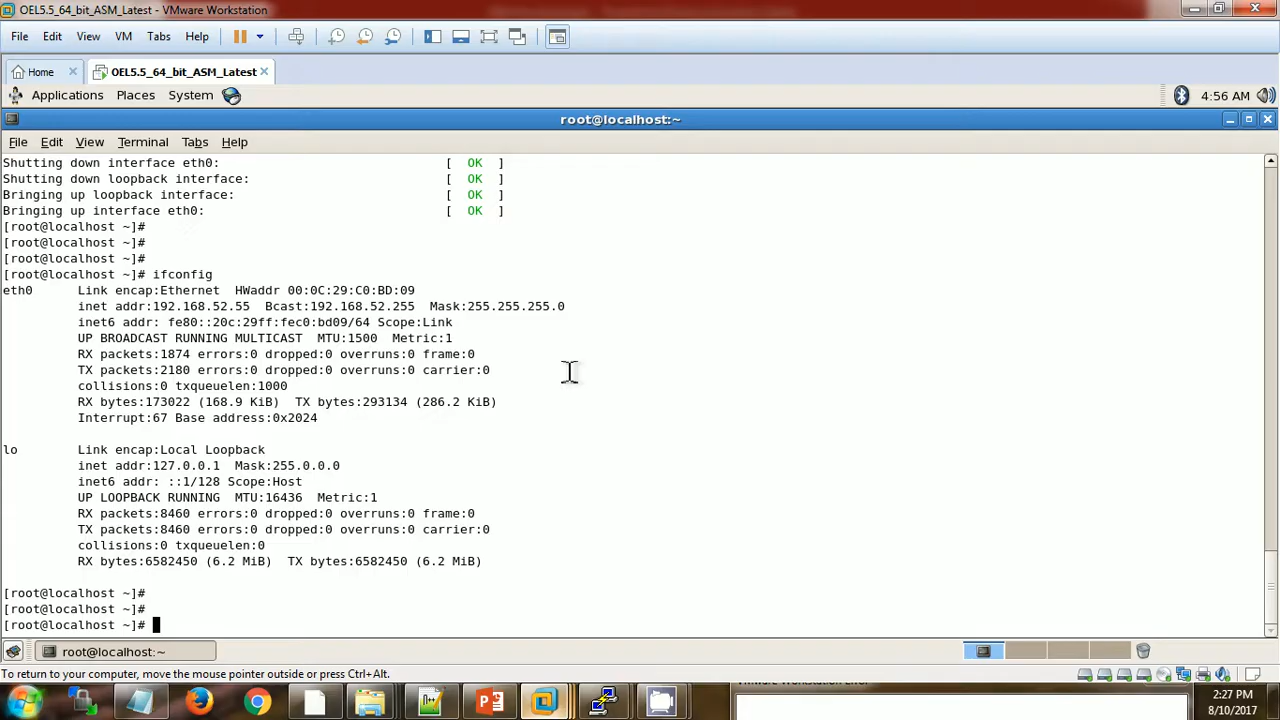 OEL5.5_64_bit_ASM_Latest - VMware Workstation
File Edit View VM Tabs Help
Home OEL5.5_64_bit_ASM_Latest
Applications Places System 4:56 AM
root@localhost:~
File Edit View Terminal Tabs Help
Shutting down interface eth0: [ OK ]
Shutting down loopback interface: [ OK ]
Bringing up loopback interface: [ OK ]
Bringing up interface eth0: [ OK ]
[root@localhost ~]#
[root@localhost ~]#
[root@localhost ~]#
[root@localhost ~]# ifconfig
eth0 Link encap:Ethernet HWaddr 00:0C:29:C0:BD:09
inet addr:192.168.52.55 Bcast:192.168.52.255 Mask:255.255.255.0
inet6 addr: fe80::20c:29ff:fec0:bd09/64 Scope:Link
UP BROADCAST RUNNING MULTICAST MTU:1500 Metric:1
RX packets:1874 errors:0 dropped:0 overruns:0 frame:0
TX packets:2180 errors:0 dropped:0 overruns:0 carrier:0
collisions:0 txqueuelen:1000
RX bytes:173022 (168.9 KiB) TX bytes:293134 (286.2 KiB)
Interrupt:67 Base address:0x2024
lo Link encap:Local Loopback
inet addr:127.0.0.1 Mask:255.0.0.0
inet6 addr: ::1/128 Scope:Host
UP LOOPBACK RUNNING MTU:16436 Metric:1
RX packets:8460 errors:0 dropped:0 overruns:0 frame:0
TX packets:8460 errors:0 dropped:0 overruns:0 carrier:0
collisions:0 txqueuelen:0
RX bytes:6582450 (6.2 MiB) TX bytes:6582450 (6.2 MiB)
[root@localhost ~]#
[root@localhost ~]#
[root@localhost ~]#
root@localhost:~
To return to your computer, move the mouse pointer outside or press Ctrl+Alt.
VMware Workstation Error
2:27 PM
8/10/2017